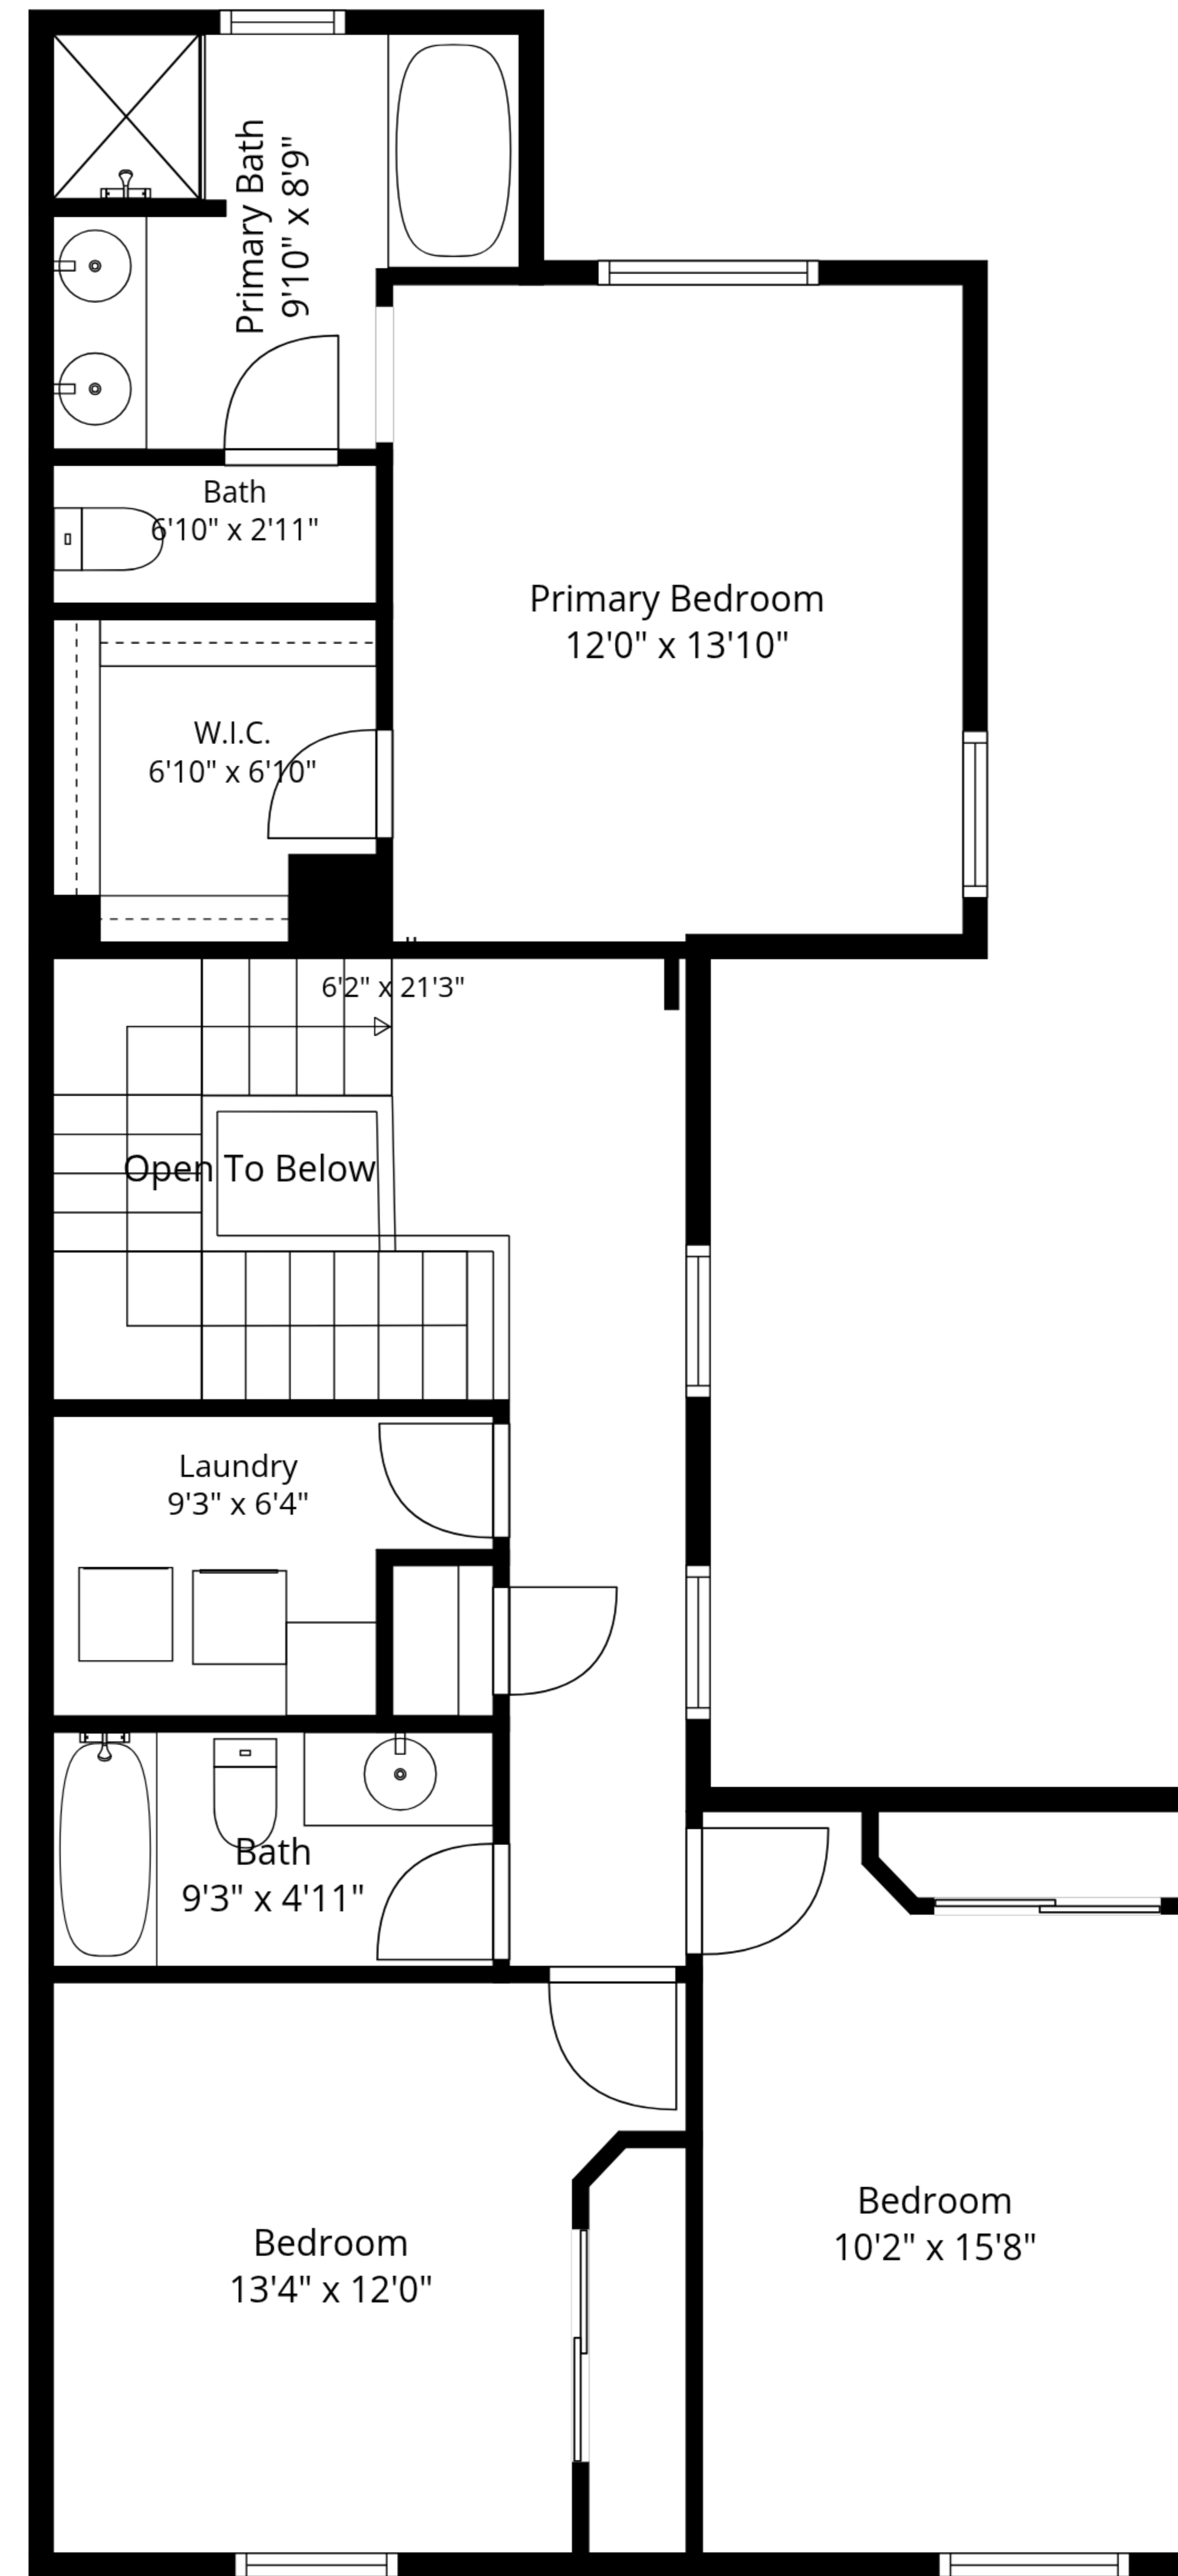 Primary Bath
9'10" x 8'9"
Bath
6'10" x 2'11"
Primary Bedroom
12'0" x 13'10"
W.I.C.
6'10" x 6'10"
6'2" x 21'3"
Open To Below
Laundry
9'3" x 6'4"
Bath
9'3" x 4'11"
Bedroom
10'2" x 15'8"
Bedroom
13'4" x 12'0"